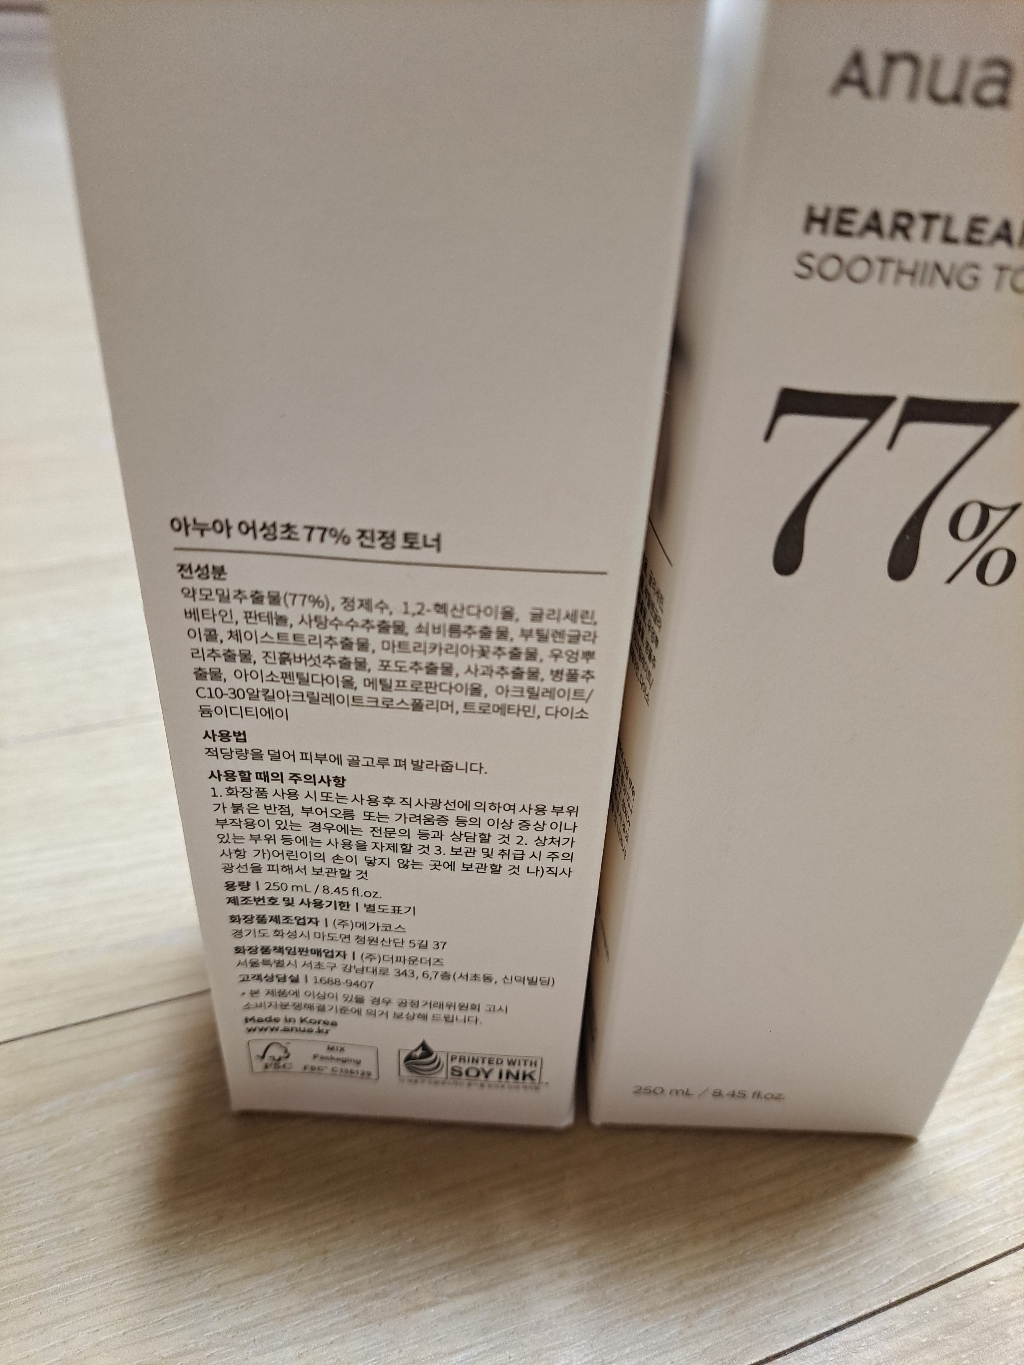 아누아 어성초 77% 진정 토너
전성분
약모밀추출물(77%), 정제수, 1,2-헥산다이올, 글리세린,
베타인, 판테놀, 사탕수수추출물, 쇠비름추출물, 부틸렌글라
이콜, 체이스트트리추출물, 마트리카리아꽃추출물, 우엉뿌
리추출물, 진흙버섯추출물, 포도추출물, 사과추출물, 병풀추
출물, 아이소펜틸다이올, 메틸프로판다이올, 아크릴레이트/
C10-30알킬아크릴레이트크로스폴리머, 트로메타민, 다이소
듐이디티에이
사용법
적당량을 덜어 피부에 골고루 펴 발라줍니다.
사용할 때의 주의사항
1. 화장품 사용 시 또는 사용 후 직사광선에 의하여 사용 부위
가 붉은 반점, 부어오름 또는 가려움증 등의 이상 증상 이나
부작용이 있는 경우에는 전문의 등과 상담할 것 2. 상처가
있는 부위 등에는 사용을 자제할 것 3. 보관 및 취급 시 주의
사항 가)어린이의 손이 닿지 않는 곳에 보관할 것 나)직사
광선을 피해서 보관할 것
용량 | 250 mL / 8.45 fl.oz.
제조번호 및 사용기한 | 별도표기
화장품제조업자 | (주)메가코스
경기도 화성시 마도면 청원산단 5길 37
화장품책임판매업자 | (주)더파운더즈
서울특별시 서초구 강남대로 343, 6,7층(서초동, 신덕빌딩)
고객상담실 | 1688-9407
* 본 제품에 이상이 있을 경우 공정거래위원회 고시
소비자분쟁해결기준에 의거 보상해 드립니다.
Made in Korea
www.anua.kr
FSC
MIX
Packaging
PRINTED WITH
SOY INK
Anua
HEARTLEAF
SOOTHING TO
77%
250 mL / 8.45 fl.oz.